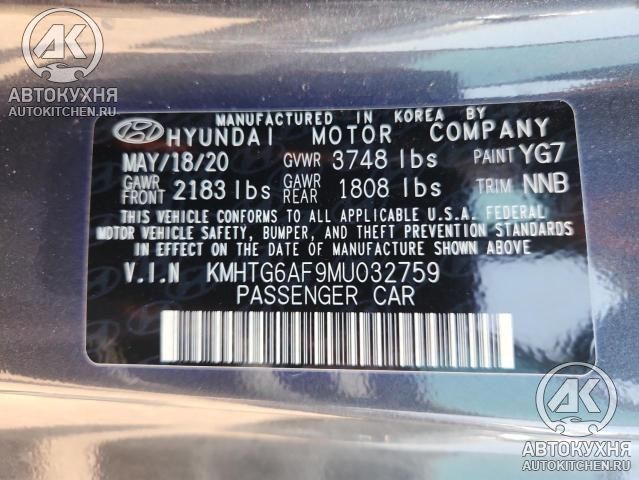 АВТОКУХНЯ
AUTOKITCHEN.RU
MANUFACTURED IN KOREA BY
HYUNDAI MOTOR COMPANY
MAY/18/20 GVWR 3748 lbs PAINT YG7
GAWR FRONT 2183 lbs GAWR REAR 1808 lbs TRIM NNB
THIS VEHICLE CONFORMS TO ALL APPLICABLE U.S.A. FEDERAL
MOTOR VEHICLE SAFETY, BUMPER, AND THEFT PREVENTION STANDARDS
IN EFFECT ON THE DATE OF MANUFACTURE SHOWN ABOVE.
V.I.N KMHTG6AF9MU032759
PASSENGER CAR
АВТОКУХНЯ
AUTOKITCHEN.RU